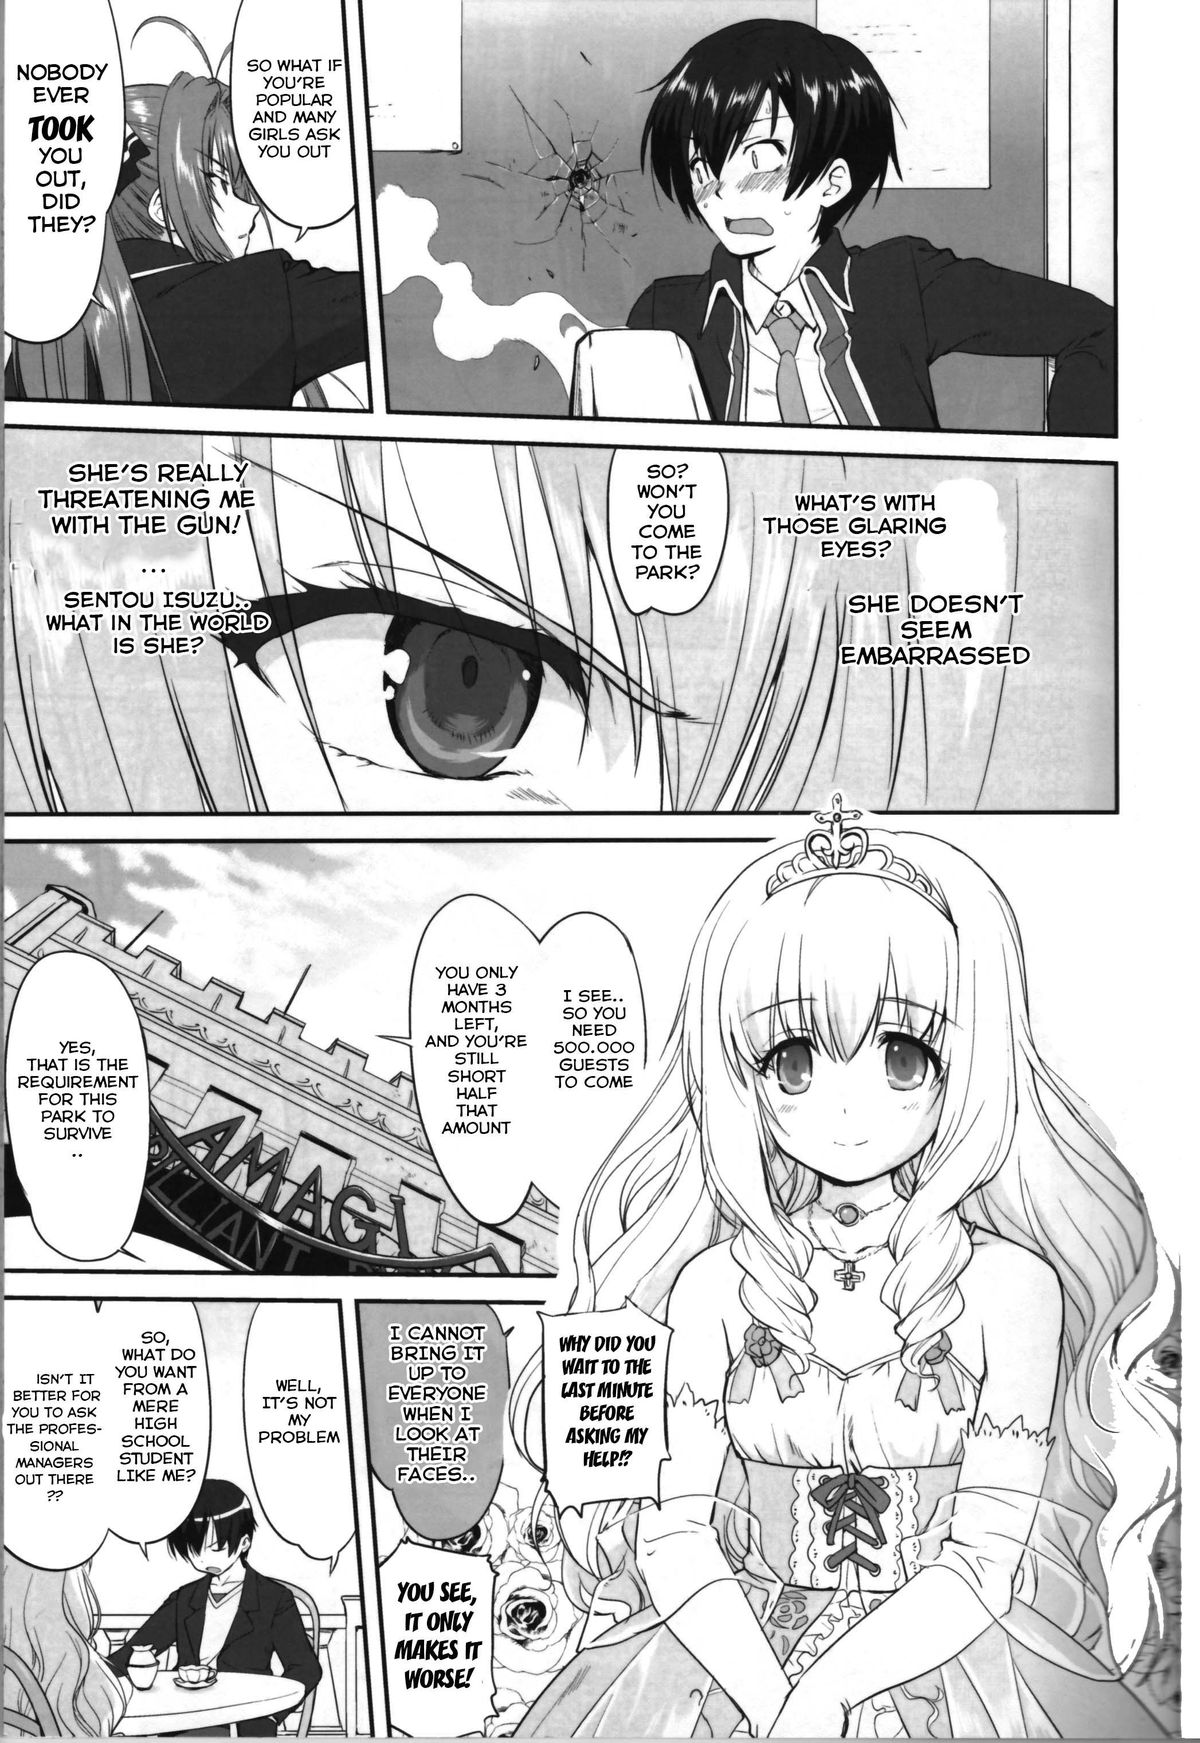 SO WHAT IF
YOU'RE
POPULAR
AND MANY
GIRLS ASK
YOU OUT
NOBODY
EVER
TOOK
YOU
OUT,
DID
THEY?
WHAT'S WITH
THOSE GLARING
EYES?
SHE DOESN'T
SEEM
EMBARRASSED
SO?
WON'T
YOU
COME
TO THE
PARK?
SHE'S REALLY
THREATENING ME
WITH THE GUN!
...
SENTOU ISUZU..
WHAT IN THE WORLD
IS SHE?
I SEE..
SO YOU
NEED
500.000
GUESTS
TO COME
YOU ONLY
HAVE 3
MONTHS
LEFT,
AND YOU'RE
STILL
SHORT
HALF
THAT
AMOUNT
YES,
THAT IS THE
REQUIREMENT
FOR THIS
PARK TO
SURVIVE
..
AMAGI
BRILLIANT
WHY DID YOU
WAIT TO THE
LAST MINUTE
BEFORE
ASKING MY
HELP!?
I CANNOT
BRING IT
UP TO
EVERYONE
WHEN I
LOOK AT
THEIR
FACES..
YOU SEE,
IT ONLY
MAKES IT
WORSE!
WELL,
IT'S NOT
MY
PROBLEM
SO,
WHAT DO
YOU WANT
FROM A
MERE
HIGH
SCHOOL
STUDENT
LIKE ME?
ISN'T IT
BETTER FOR
YOU TO ASK
THE PROFES-
SIONAL
MANAGERS
OUT THERE
??